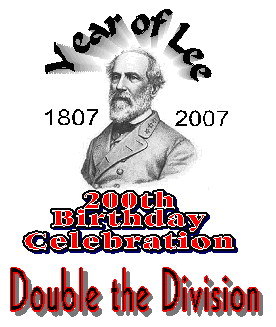 Year of Lee
1807 2007
200th
Birthday
Celebration
Double the Division